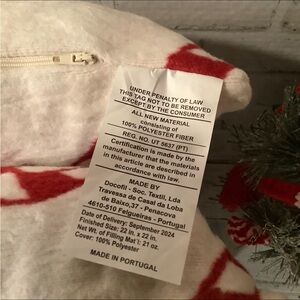 UNDER PENALTY OF LAW
THIS TAG NOT TO BE REMOVED
EXCEPT BY THE CONSUMER
ALL NEW MATERIAL
consisting of
100% POLYESTER FIBER
REG. NO. UT 5637 (PT)
Certification is made by the
manufacturer that the materials
in this article are described in
accordance with law.
MADE BY
Docofil - Soc. Textil, Lda
Travessa de Casal da Loba
de Baixo,37 - Penacova
4610-510 Felgueiras - Portugal
Date of Delivery: September 2024
Finished Size: 22 in. x 22 in.
Net Wt. of Filling Mat'l: 21 oz.
Cover: 100% Polyester
MADE IN PORTUGAL